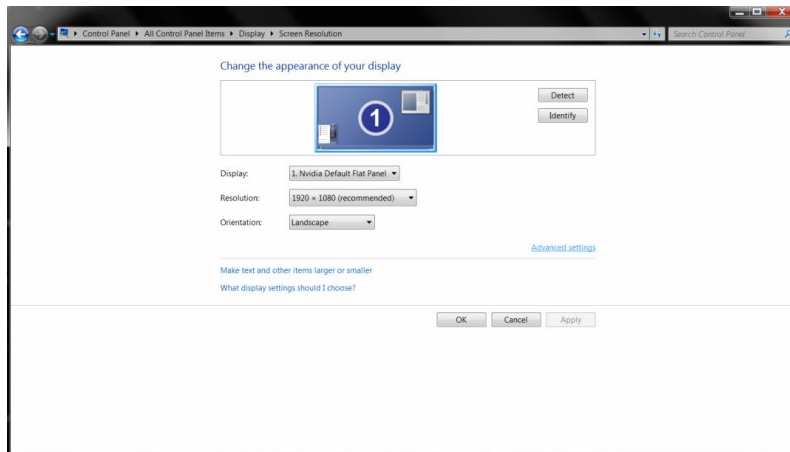 Control Panel ▸ All Control Panel Items ▸ Display ▸ Screen Resolution
Search Control Panel
Change the appearance of your display
1
Detect
Identify
Display: 1. Nvidia Default Flat Panel
Resolution: 1920 × 1080 (recommended)
Orientation: Landscape
Advanced settings
Make text and other items larger or smaller
What display settings should I choose?
OK Cancel Apply